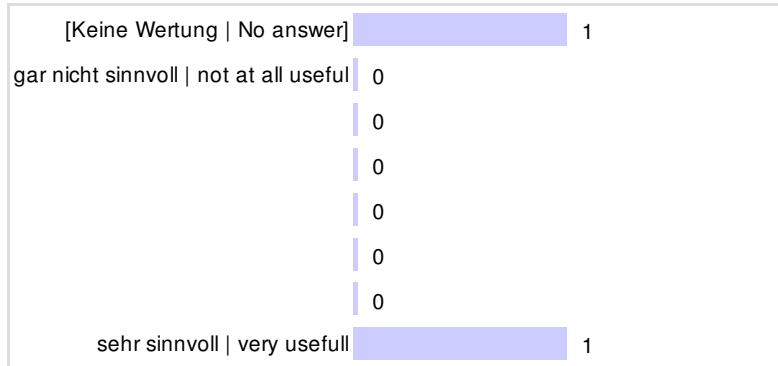 [Keine Wertung | No answer] 1
gar nicht sinnvoll | not at all useful 0
0
0
0
0
0
sehr sinnvoll | very usefull 1